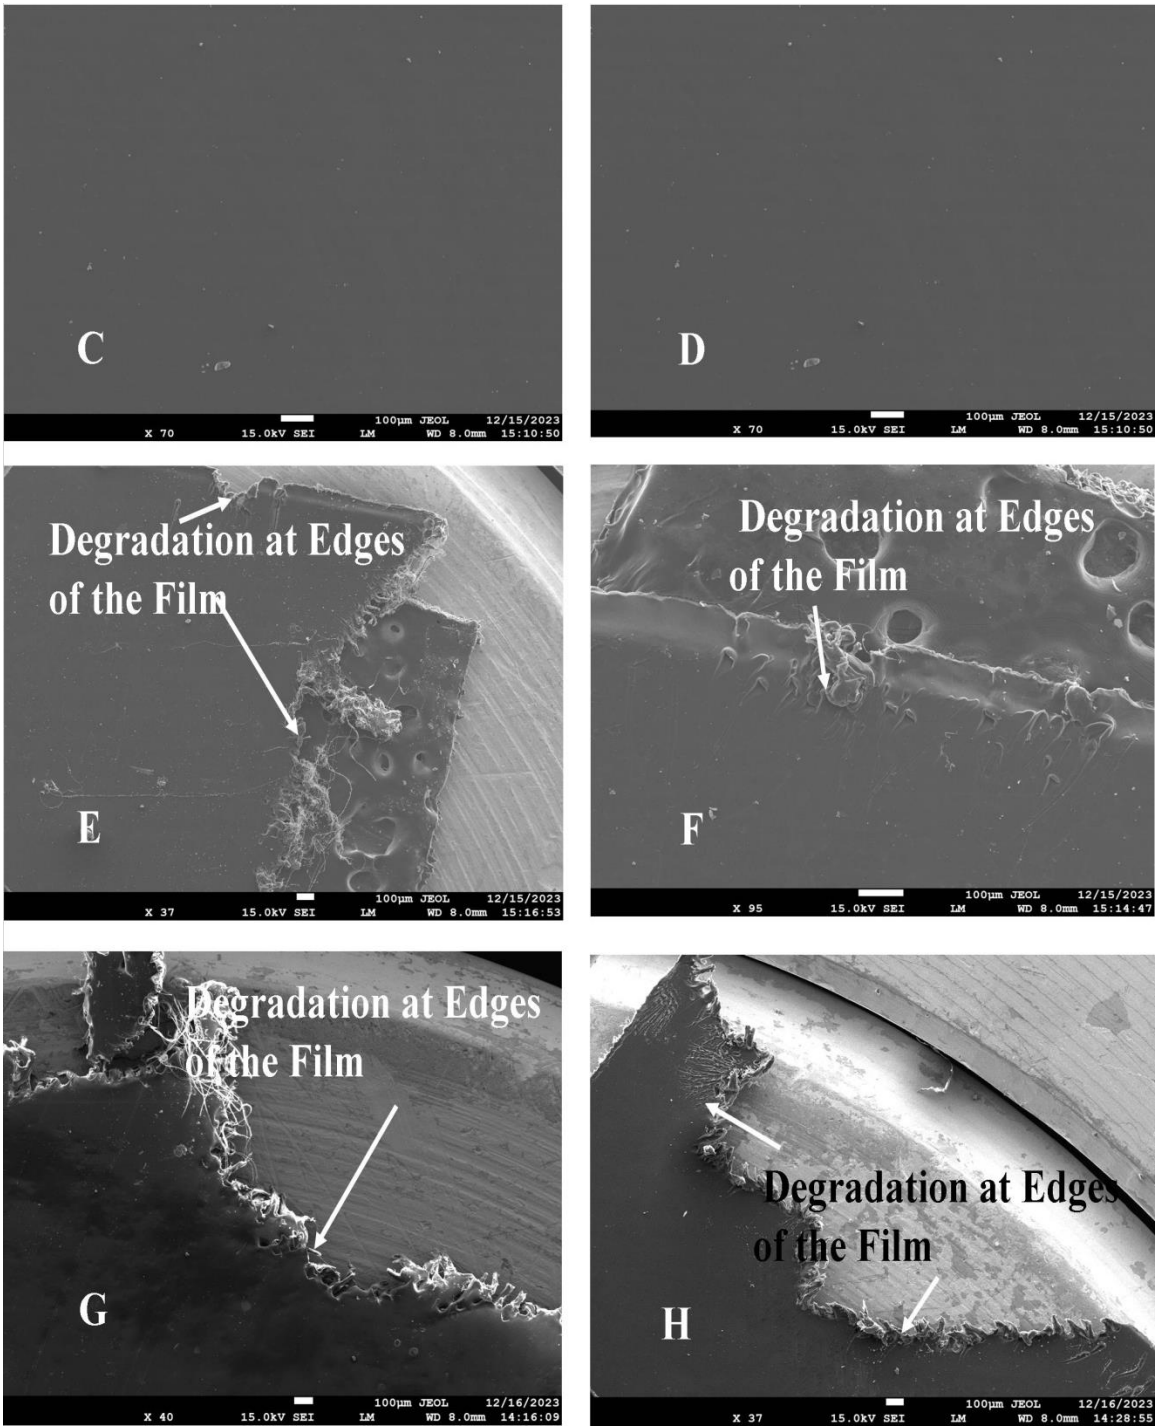 C
100µm JEOL 12/15/2023
X 70 15.0kV SEI LM WD 8.0mm 15:10:50
D
100µm JEOL 12/15/2023
X 70 15.0kV SEI LM WD 8.0mm 15:10:50
Degradation at Edges
of the Film
E
100µm JEOL 12/15/2023
X 37 15.0kV SEI LM WD 8.0mm 15:16:53
Degradation at Edges
of the Film
F
100µm JEOL 12/15/2023
X 95 15.0kV SEI LM WD 8.0mm 15:14:47
Degradation at Edges
of the Film
G
100µm JEOL 12/16/2023
X 40 15.0kV SEI LM WD 8.0mm 14:16:09
Degradation at Edges
of the Film
H
100µm JEOL 12/16/2023
X 37 15.0kV SEI LM WD 8.0mm 14:28:55